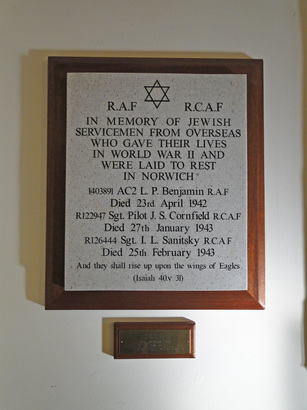 R.A.F R.C.A.F
IN MEMORY OF JEWISH
SERVICEMEN FROM OVERSEAS
WHO GAVE THEIR LIVES
IN WORLD WAR II AND
WERE LAID TO REST
IN NORWICH
1403891 AC2 L. P. Benjamin R.A.F
Died 23rd April 1942
R122947 Sgt. Pilot J. S. Cornfield R.C.A.F
Died 27th January 1943
R126444 Sgt. I. L. Sanitsky R.C.A.F
Died 25th February 1943
And they shall rise up upon the wings of Eagles
(Isaiah 40.v 31)